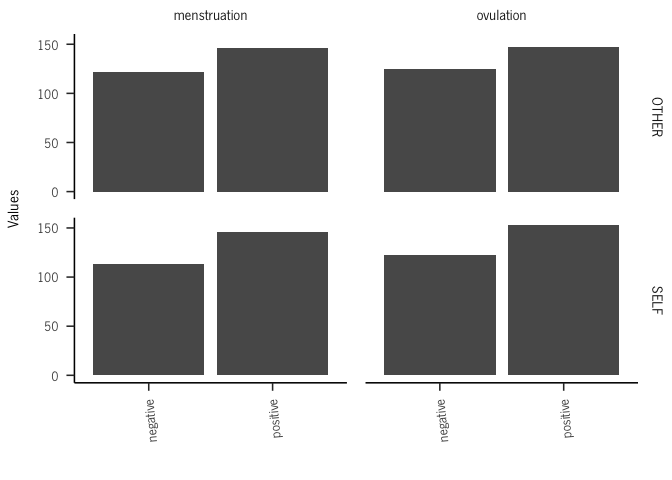 menstruation
ovulation
150
100
50
0
OTHER
Values
150
100
50
0
SELF
negative
positive
negative
positive